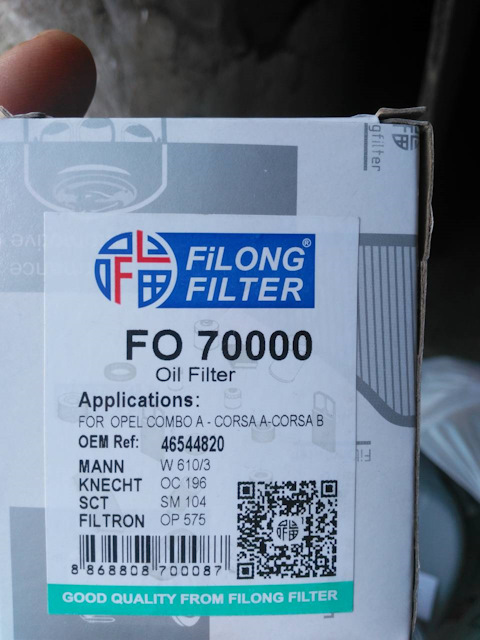 gfilter
FiLONG®
FILTER
FO 70000
Oil Filter
Applications:
FOR OPEL COMBO A - CORSA A-CORSA B
OEM Ref: 46544820
MANN W 610/3
KNECHT OC 196
SCT SM 104
FILTRON OP 575
8 868808 700087
GOOD QUALITY FROM FILONG FILTER